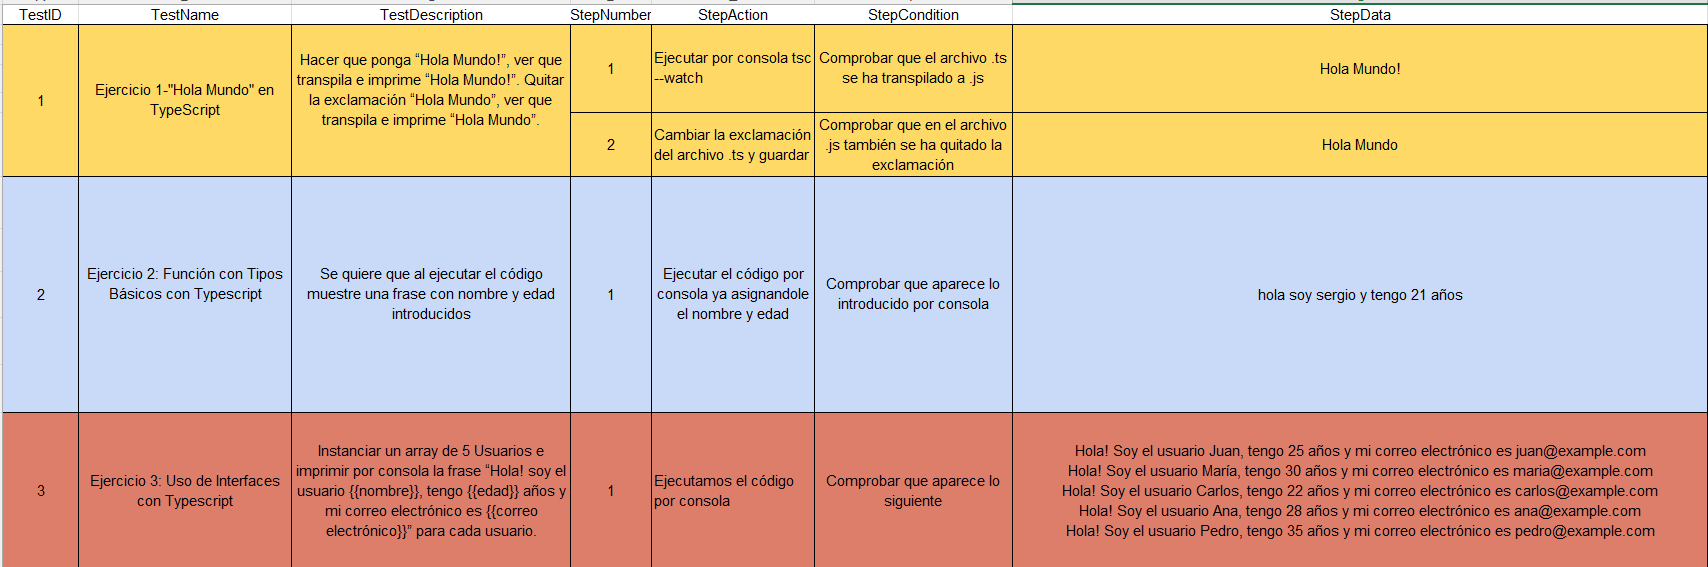 TestID TestName TestDescription StepNumber StepAction StepCondition StepData
1
Ejercicio 1-"Hola Mundo" en
TypeScript
Hacer que ponga “Hola Mundo!”, ver que
transpila e imprime “Hola Mundo!”. Quitar
la exclamación “Hola Mundo”, ver que
transpila e imprime “Hola Mundo”.
1
Ejecutar por consola tsc
--watch
Comprobar que el archivo .ts
se ha transpilado a .js
Hola Mundo!
2
Cambiar la exclamación
del archivo .ts y guardar
Comprobar que en el archivo
.js también se ha quitado la
exclamación
Hola Mundo
2
Ejercicio 2: Función con Tipos
Básicos con Typescript
Se quiere que al ejecutar el código
muestre una frase con nombre y edad
introducidos
1
Ejecutar el código por
consola ya asignandole
el nombre y edad
Comprobar que aparece lo
introducido por consola
hola soy sergio y tengo 21 años
3
Ejercicio 3: Uso de Interfaces
con Typescript
Instanciar un array de 5 Usuarios e
imprimir por consola la frase “Hola! soy el
usuario {{nombre}}, tengo {{edad}} años y
mi correo electrónico es {{correo
electrónico}}” para cada usuario.
1
Ejecutamos el código
por consola
Comprobar que aparece lo
siguiente
Hola! Soy el usuario Juan, tengo 25 años y mi correo electrónico es juan@example.com
Hola! Soy el usuario María, tengo 30 años y mi correo electrónico es maria@example.com
Hola! Soy el usuario Carlos, tengo 22 años y mi correo electrónico es carlos@example.com
Hola! Soy el usuario Ana, tengo 28 años y mi correo electrónico es ana@example.com
Hola! Soy el usuario Pedro, tengo 35 años y mi correo electrónico es pedro@example.com